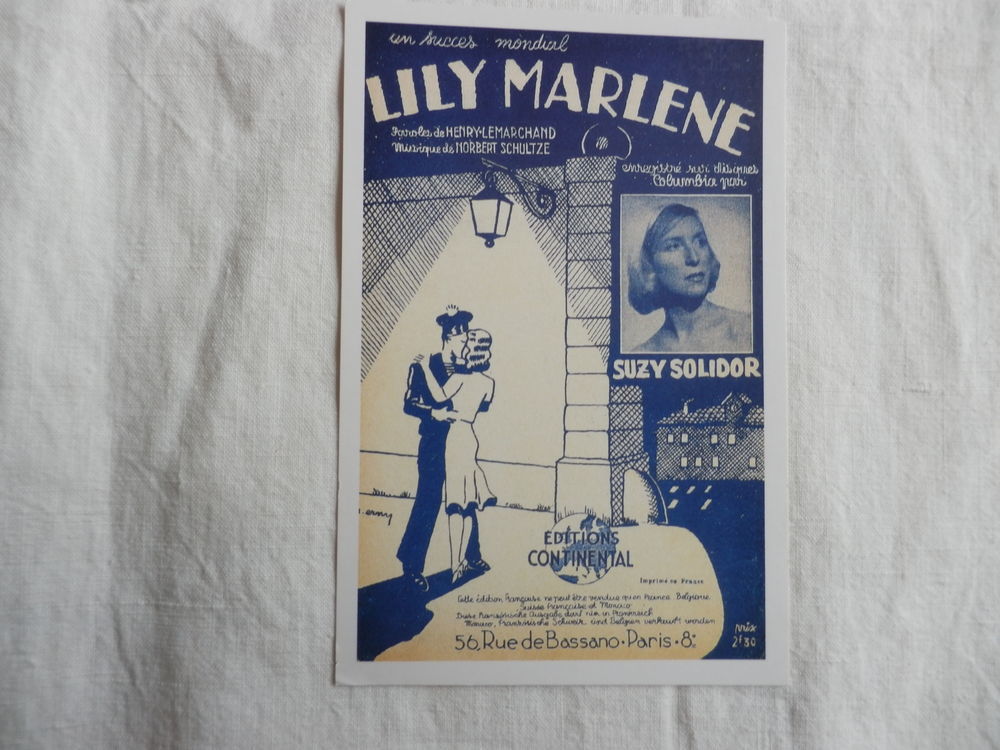 un succes mondial
LILY MARLENE
Paroles de HENRY-LEMARCHAND
Musique de NORBERT SCHULTZE
enregistré sur disques
Columbia par
SUZY SOLIDOR
erny
EDITIONS
CONTINENTAL
Imprimé en France
Cette édition Française ne peut être vendue qu'en France, Belgique,
Suisse Française et Monaco
Diese Französische Ausgabe darf nur in Frankreich
Monaco, Französische Schweiz und Belgien verkauft werden
56, Rue de Bassano • Paris • 8e
prix
2f30